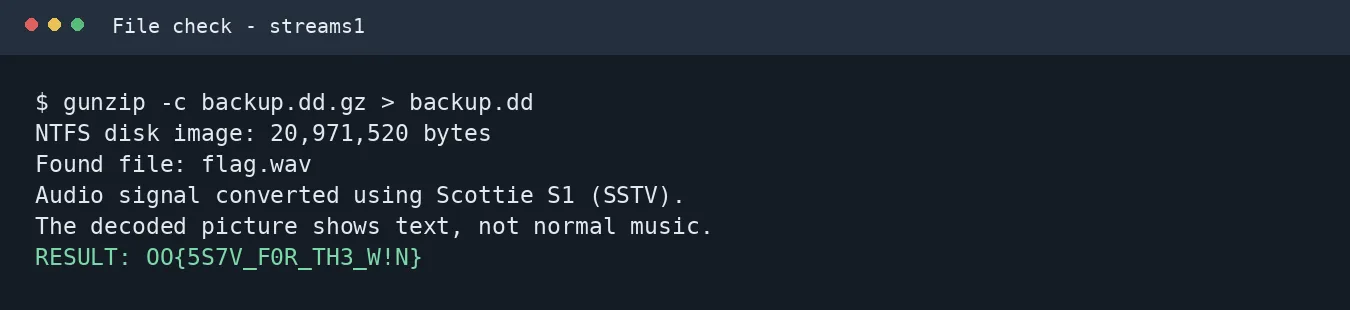 File check - streams1
$ gunzip -c backup.dd.gz > backup.dd
NTFS disk image: 20,971,520 bytes
Found file: flag.wav
Audio signal converted using Scottie S1 (SSTV).
The decoded picture shows text, not normal music.
RESULT: OO{5S7V_F0R_TH3_W!N}